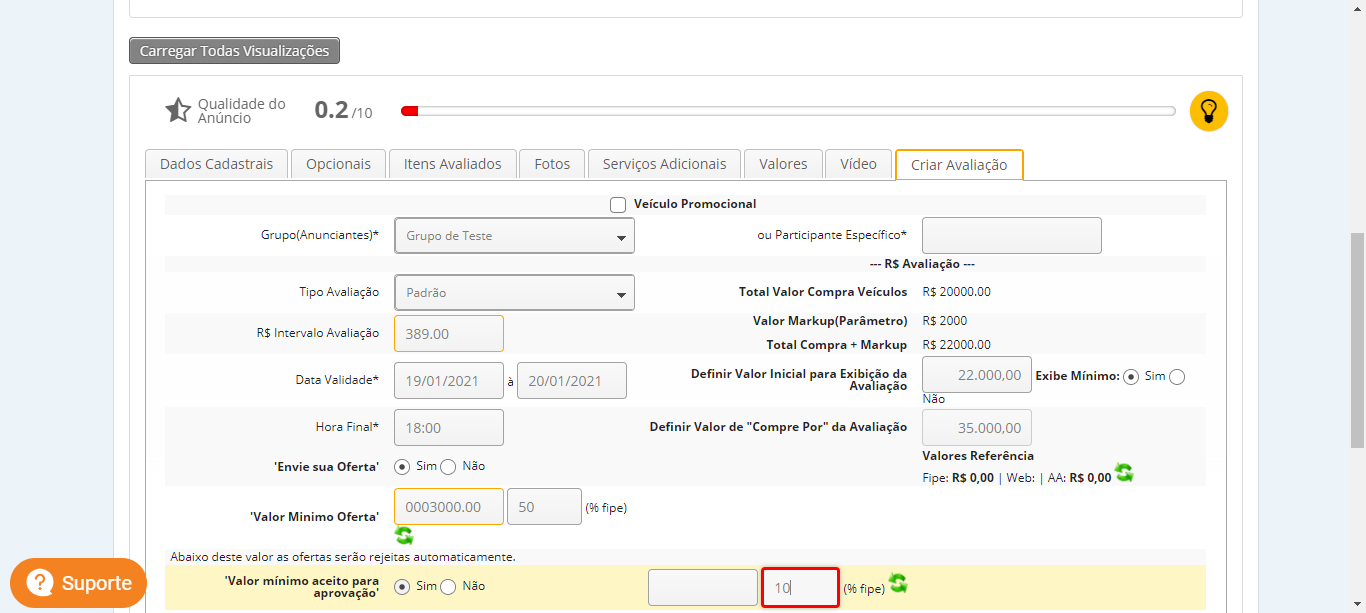 Carregar Todas Visualizações
Qualidade do
Anúncio
0.2 /10
Dados Cadastrais
Opcionais
Itens Avaliados
Fotos
Serviços Adicionais
Valores
Vídeo
Criar Avaliação
Veículo Promocional
Grupo(Anunciantes)* Grupo de Teste ou Participante Específico*
--- R$ Avaliação ---
Tipo Avaliação Padrão Total Valor Compra Veículos R$ 20000.00
Valor Markup(Parâmetro) R$ 2000
R$ Intervalo Avaliação 389.00
Total Compra + Markup R$ 22000.00
Data Validade* 19/01/2021 à 20/01/2021
Definir Valor Inicial para Exibição da
Avaliação
22.000,00 Exibe Mínimo: Sim
Não
Hora Final* 18:00 Definir Valor de "Compre Por" da Avaliação 35.000,00
'Envie sua Oferta' Sim Não
Valores Referência
Fipe: R$ 0,00 | Web: | AA: R$ 0,00
'Valor Minimo Oferta' 0003000.00 50 (% fipe)
Abaixo deste valor as ofertas serão rejeitas automaticamente.
'Valor mínimo aceito para
aprovação'
Sim Não 10 (% fipe)
? Suporte